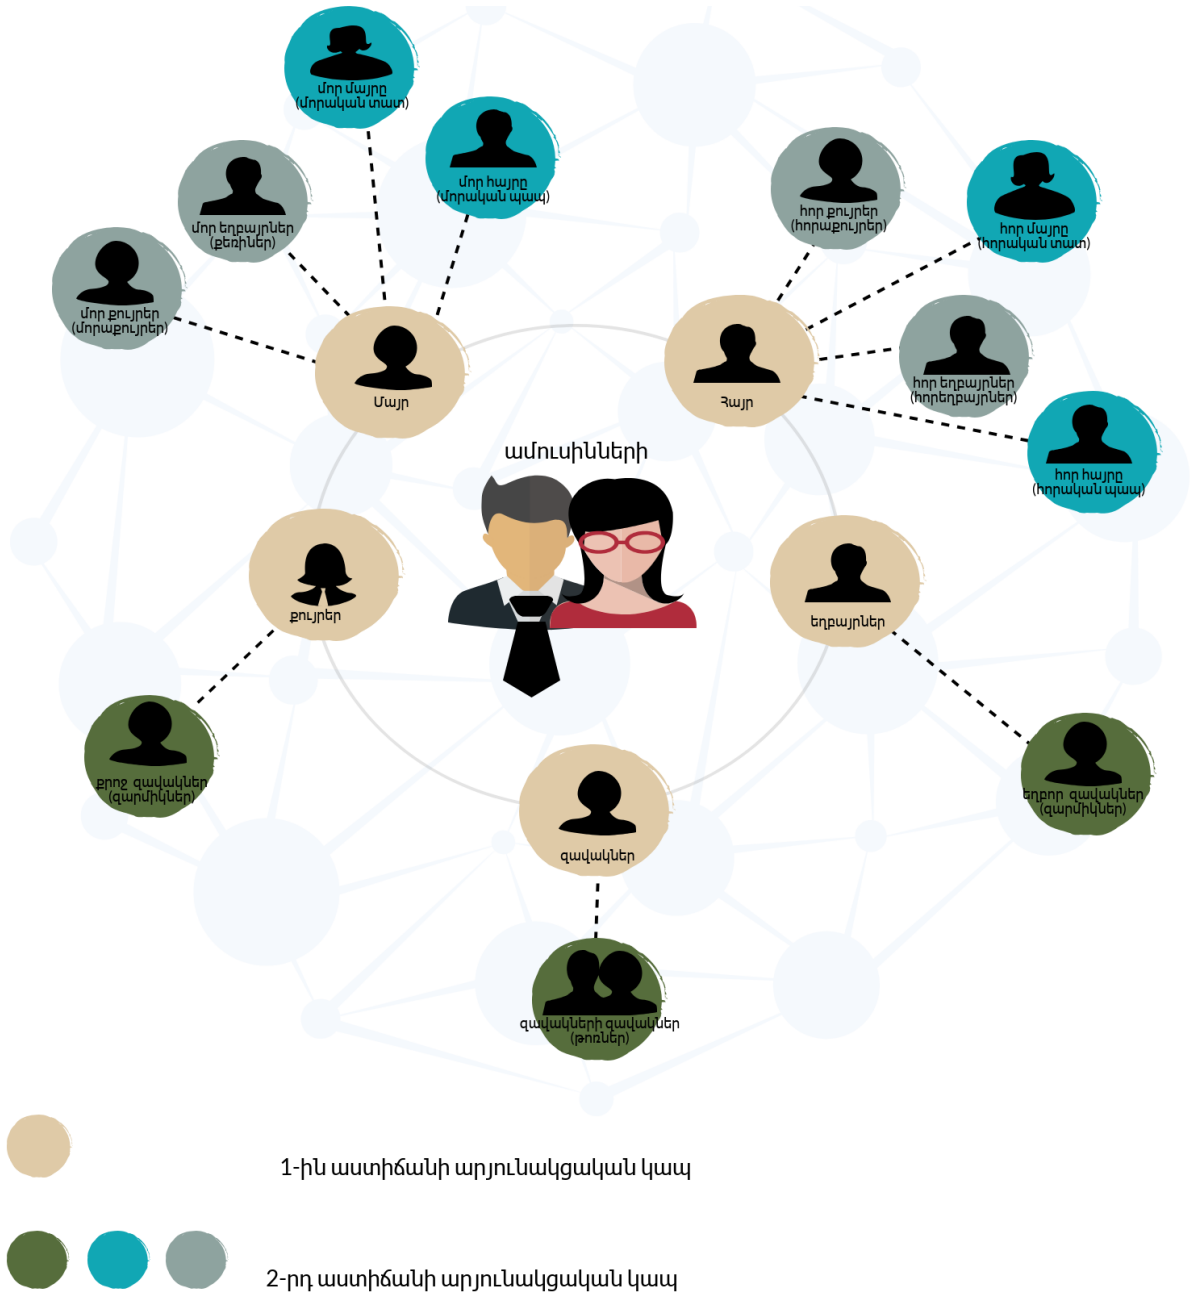 մոր մայրը
(մորական տատ)
մոր հայրը
(մորական պապ)
մոր եղբայրներ
(քեռիներ)
մոր քույրեր
(մորաքույրեր)
Մայր
հոր քույրեր
(հորաքույրեր)
հոր մայրը
(հորական տատ)
հոր եղբայրներ
(հորեղբայրներ)
Հայր
հոր հայրը
(հորական պապ)
ամուսինների
քույրեր
եղբայրներ
քրոջ զավակներ
(զարմիկներ)
եղբոր զավակներ
(զարմիկներ)
զավակներ
զավակների զավակներ
(թոռներ)
1-ին աստիճանի արյունակցական կապ
2-րդ աստիճանի արյունակցական կապ